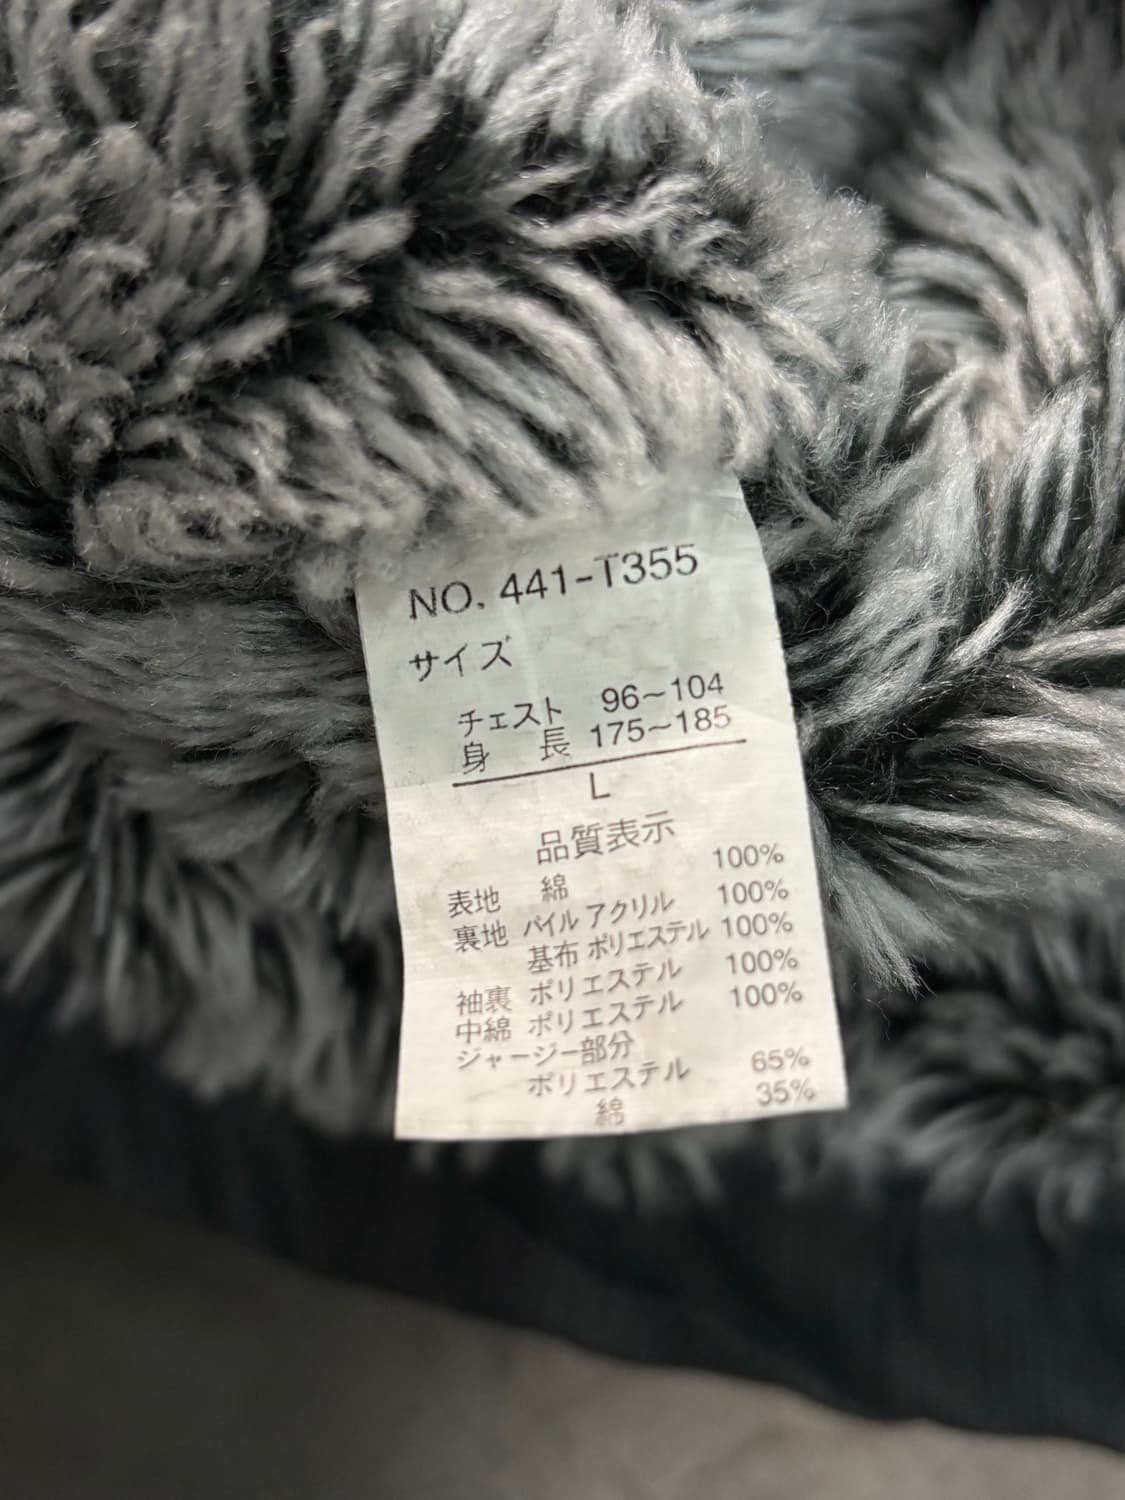 NO. 441-T355
サイズ
チェスト 96~104
身 長 175~185
L
品質表示
表地 綿 100%
裏地 パイル アクリル 100%
基布 ポリエステル 100%
袖裏 ポリエステル 100%
中綿 ポリエステル 100%
ジャージー部分
ポリエステル 65%
綿 35%